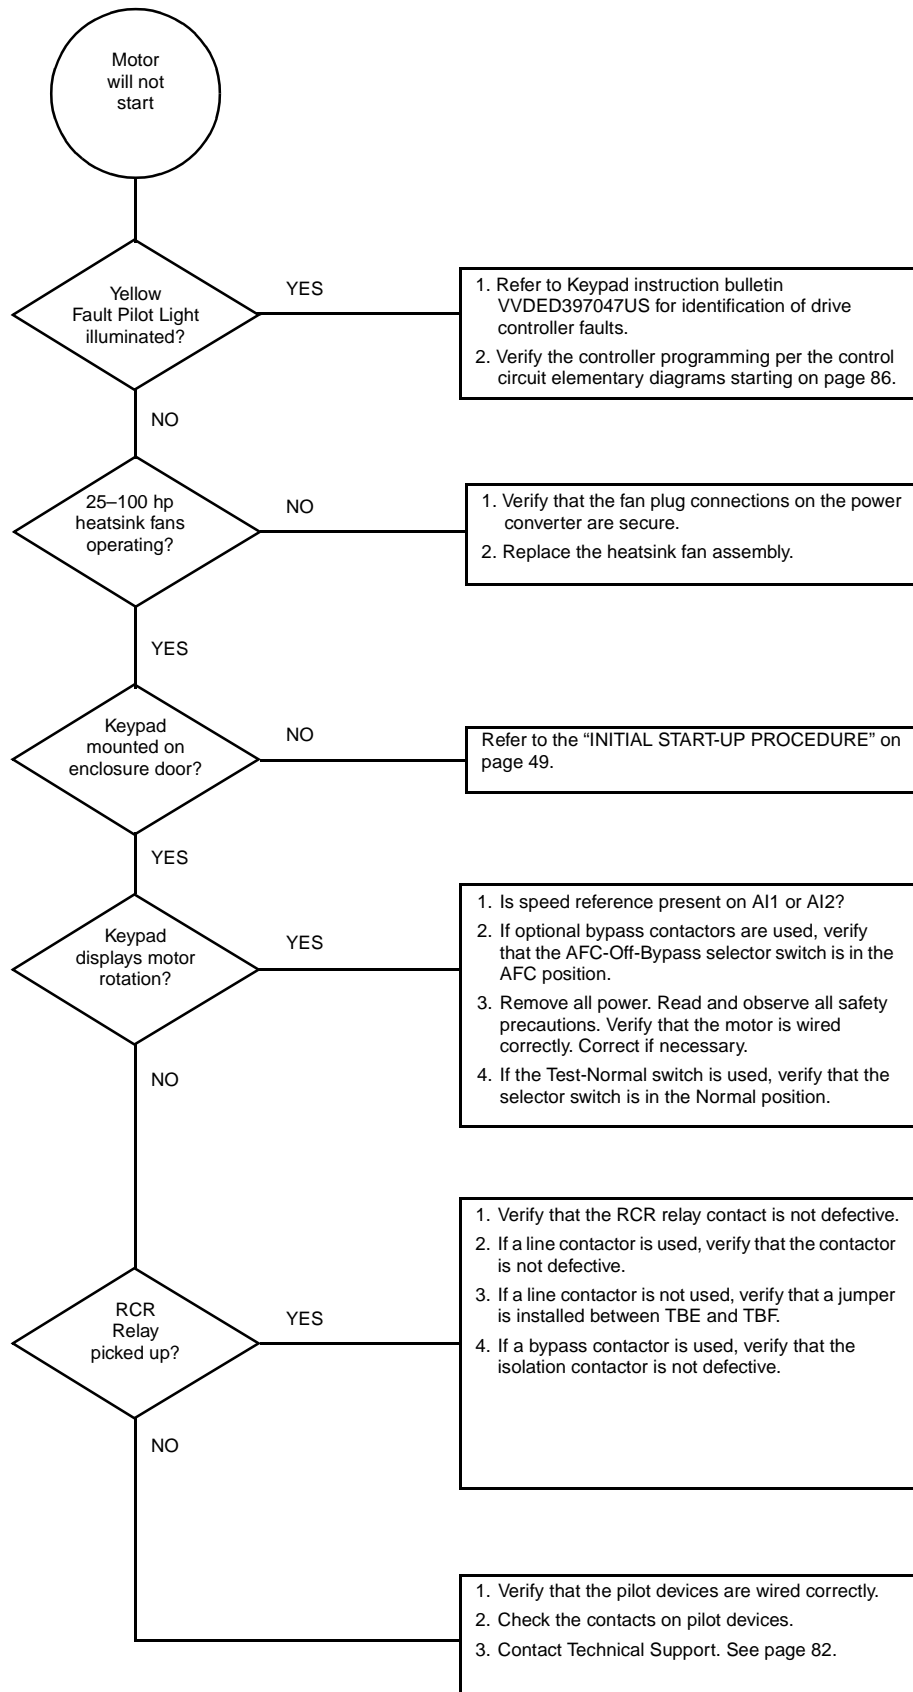 Motor
will not
start
Yellow
Fault Pilot Light
illuminated?
YES
1. Refer to Keypad instruction bulletin
VVDED397047US for identification of drive
controller faults.
2. Verify the controller programming per the control
circuit elementary diagrams starting on page 86.
NO
25–100 hp
heatsink fans
operating?
NO
1. Verify that the fan plug connections on the power
converter are secure.
2. Replace the heatsink fan assembly.
YES
Keypad
mounted on
enclosure door?
NO
Refer to the “INITIAL START-UP PROCEDURE” on
page 49.
YES
Keypad
displays motor
rotation?
YES
1. Is speed reference present on AI1 or AI2?
2. If optional bypass contactors are used, verify
that the AFC-Off-Bypass selector switch is in the
AFC position.
3. Remove all power. Read and observe all safety
precautions. Verify that the motor is wired
correctly. Correct if necessary.
4. If the Test-Normal switch is used, verify that the
selector switch is in the Normal position.
NO
RCR
Relay
picked up?
YES
1. Verify that the RCR relay contact is not defective.
2. If a line contactor is used, verify that the contactor
is not defective.
3. If a line contactor is not used, verify that a jumper
is installed between TBE and TBF.
4. If a bypass contactor is used, verify that the
isolation contactor is not defective.
NO
1. Verify that the pilot devices are wired correctly.
2. Check the contacts on pilot devices.
3. Contact Technical Support. See page 82.